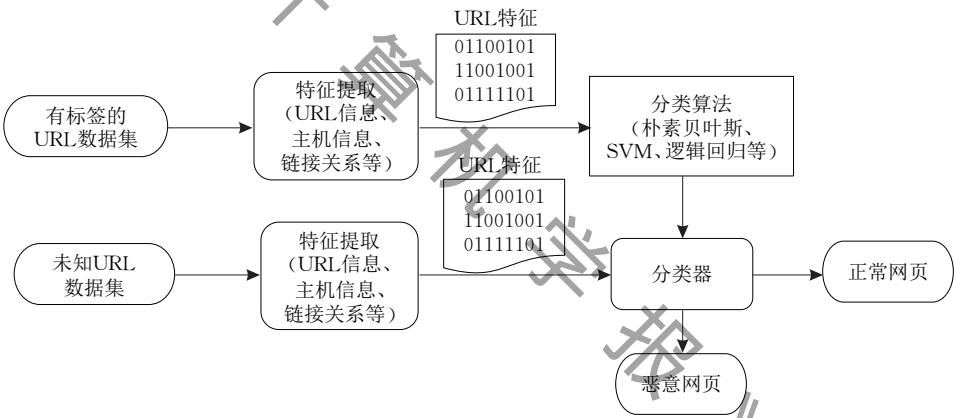 URL特征
01100101
11001001
01111101
有标签的
URL数据集
特征提取
(URL信息、
主机信息、
链接关系等)
分类算法
(朴素贝叶斯、
SVM、逻辑回归等)
URL特征
01100101
11001001
01111101
未知URL
数据集
特征提取
(URL信息、
主机信息、
链接关系等)
分类器
正常网页
恶意网页
算机学报